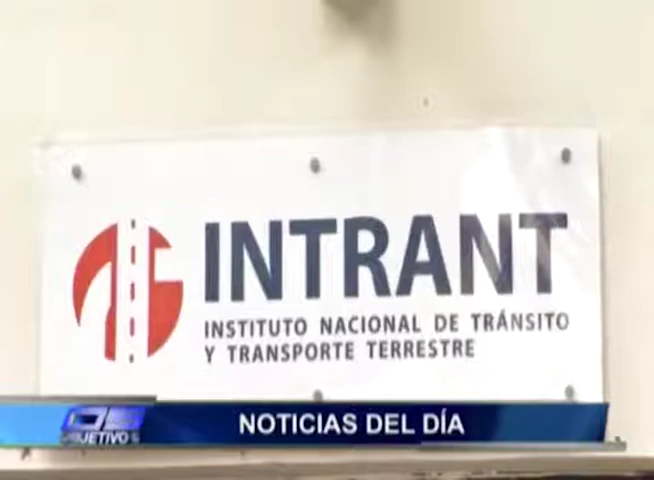 INTRANT
INSTITUTO NACIONAL DE TRÁNSITO
Y TRANSPORTE TERRESTRE
NOTICIAS DEL DÍA
OBJETIVO 5